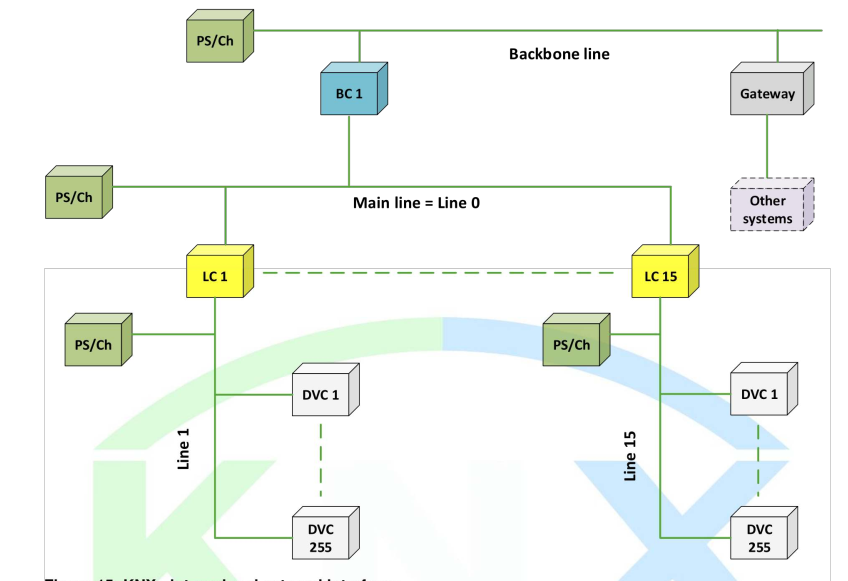 PS/Ch
Backbone line
BC 1
Gateway
PS/Ch
Main line = Line 0
Other
systems
LC 1
LC 15
PS/Ch
PS/Ch
DVC 1
DVC 1
Line 1
Line 15
DVC
255
DVC
255
KNX